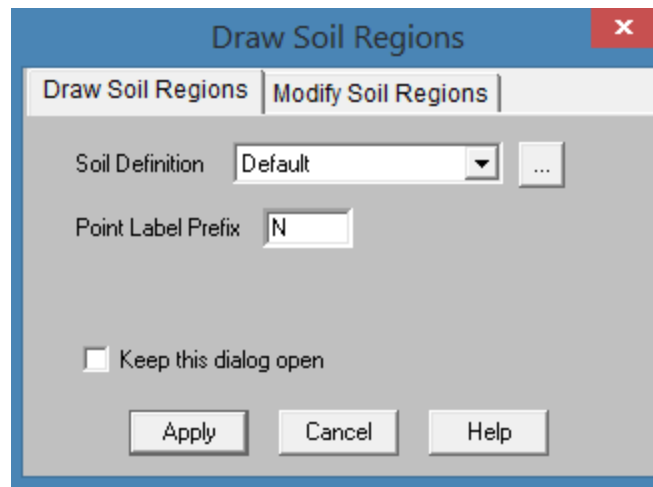 Draw Soil Regions
Draw Soil Regions Modify Soil Regions
Soil Definition Default ...
Point Label Prefix N
Keep this dialog open
Apply Cancel Help